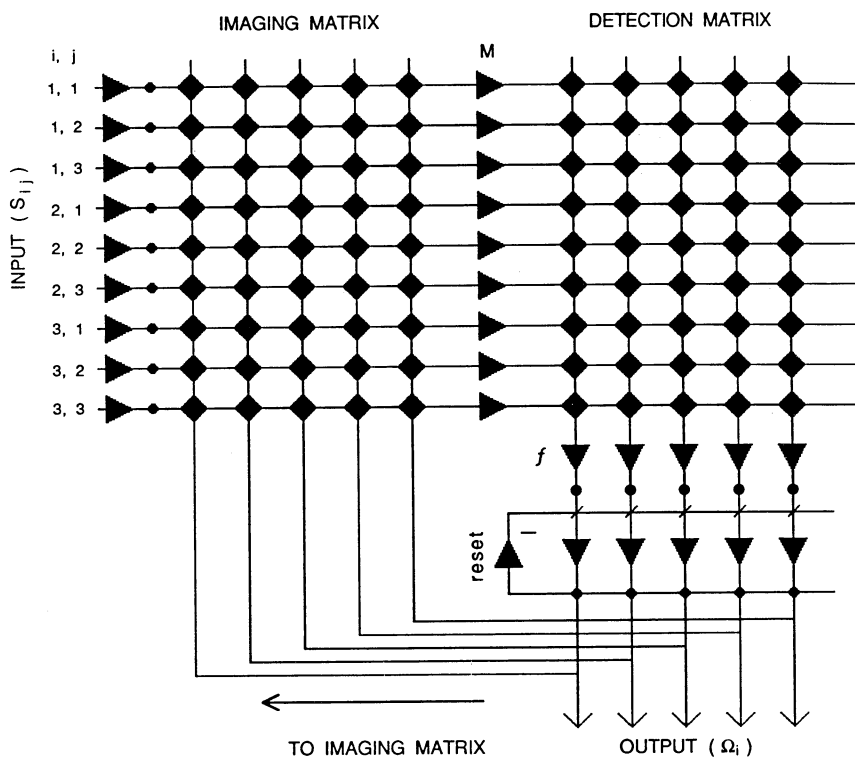 IMAGING MATRIX
DETECTION MATRIX
i, j
M
1, 1
1, 2
1, 3
2, 1
2, 2
2, 3
3, 1
3, 2
3, 3
INPUT ( S i j )
f
reset
−
TO IMAGING MATRIX
OUTPUT ( Ωi )